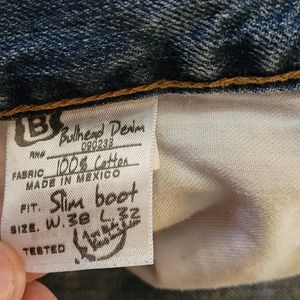 B
Bullhead Denim
RN# 090233
FABRIC 100% Cotton
MADE IN MEXICO
FIT. Slim boot
SIZE. W.38 L.32
TESTED